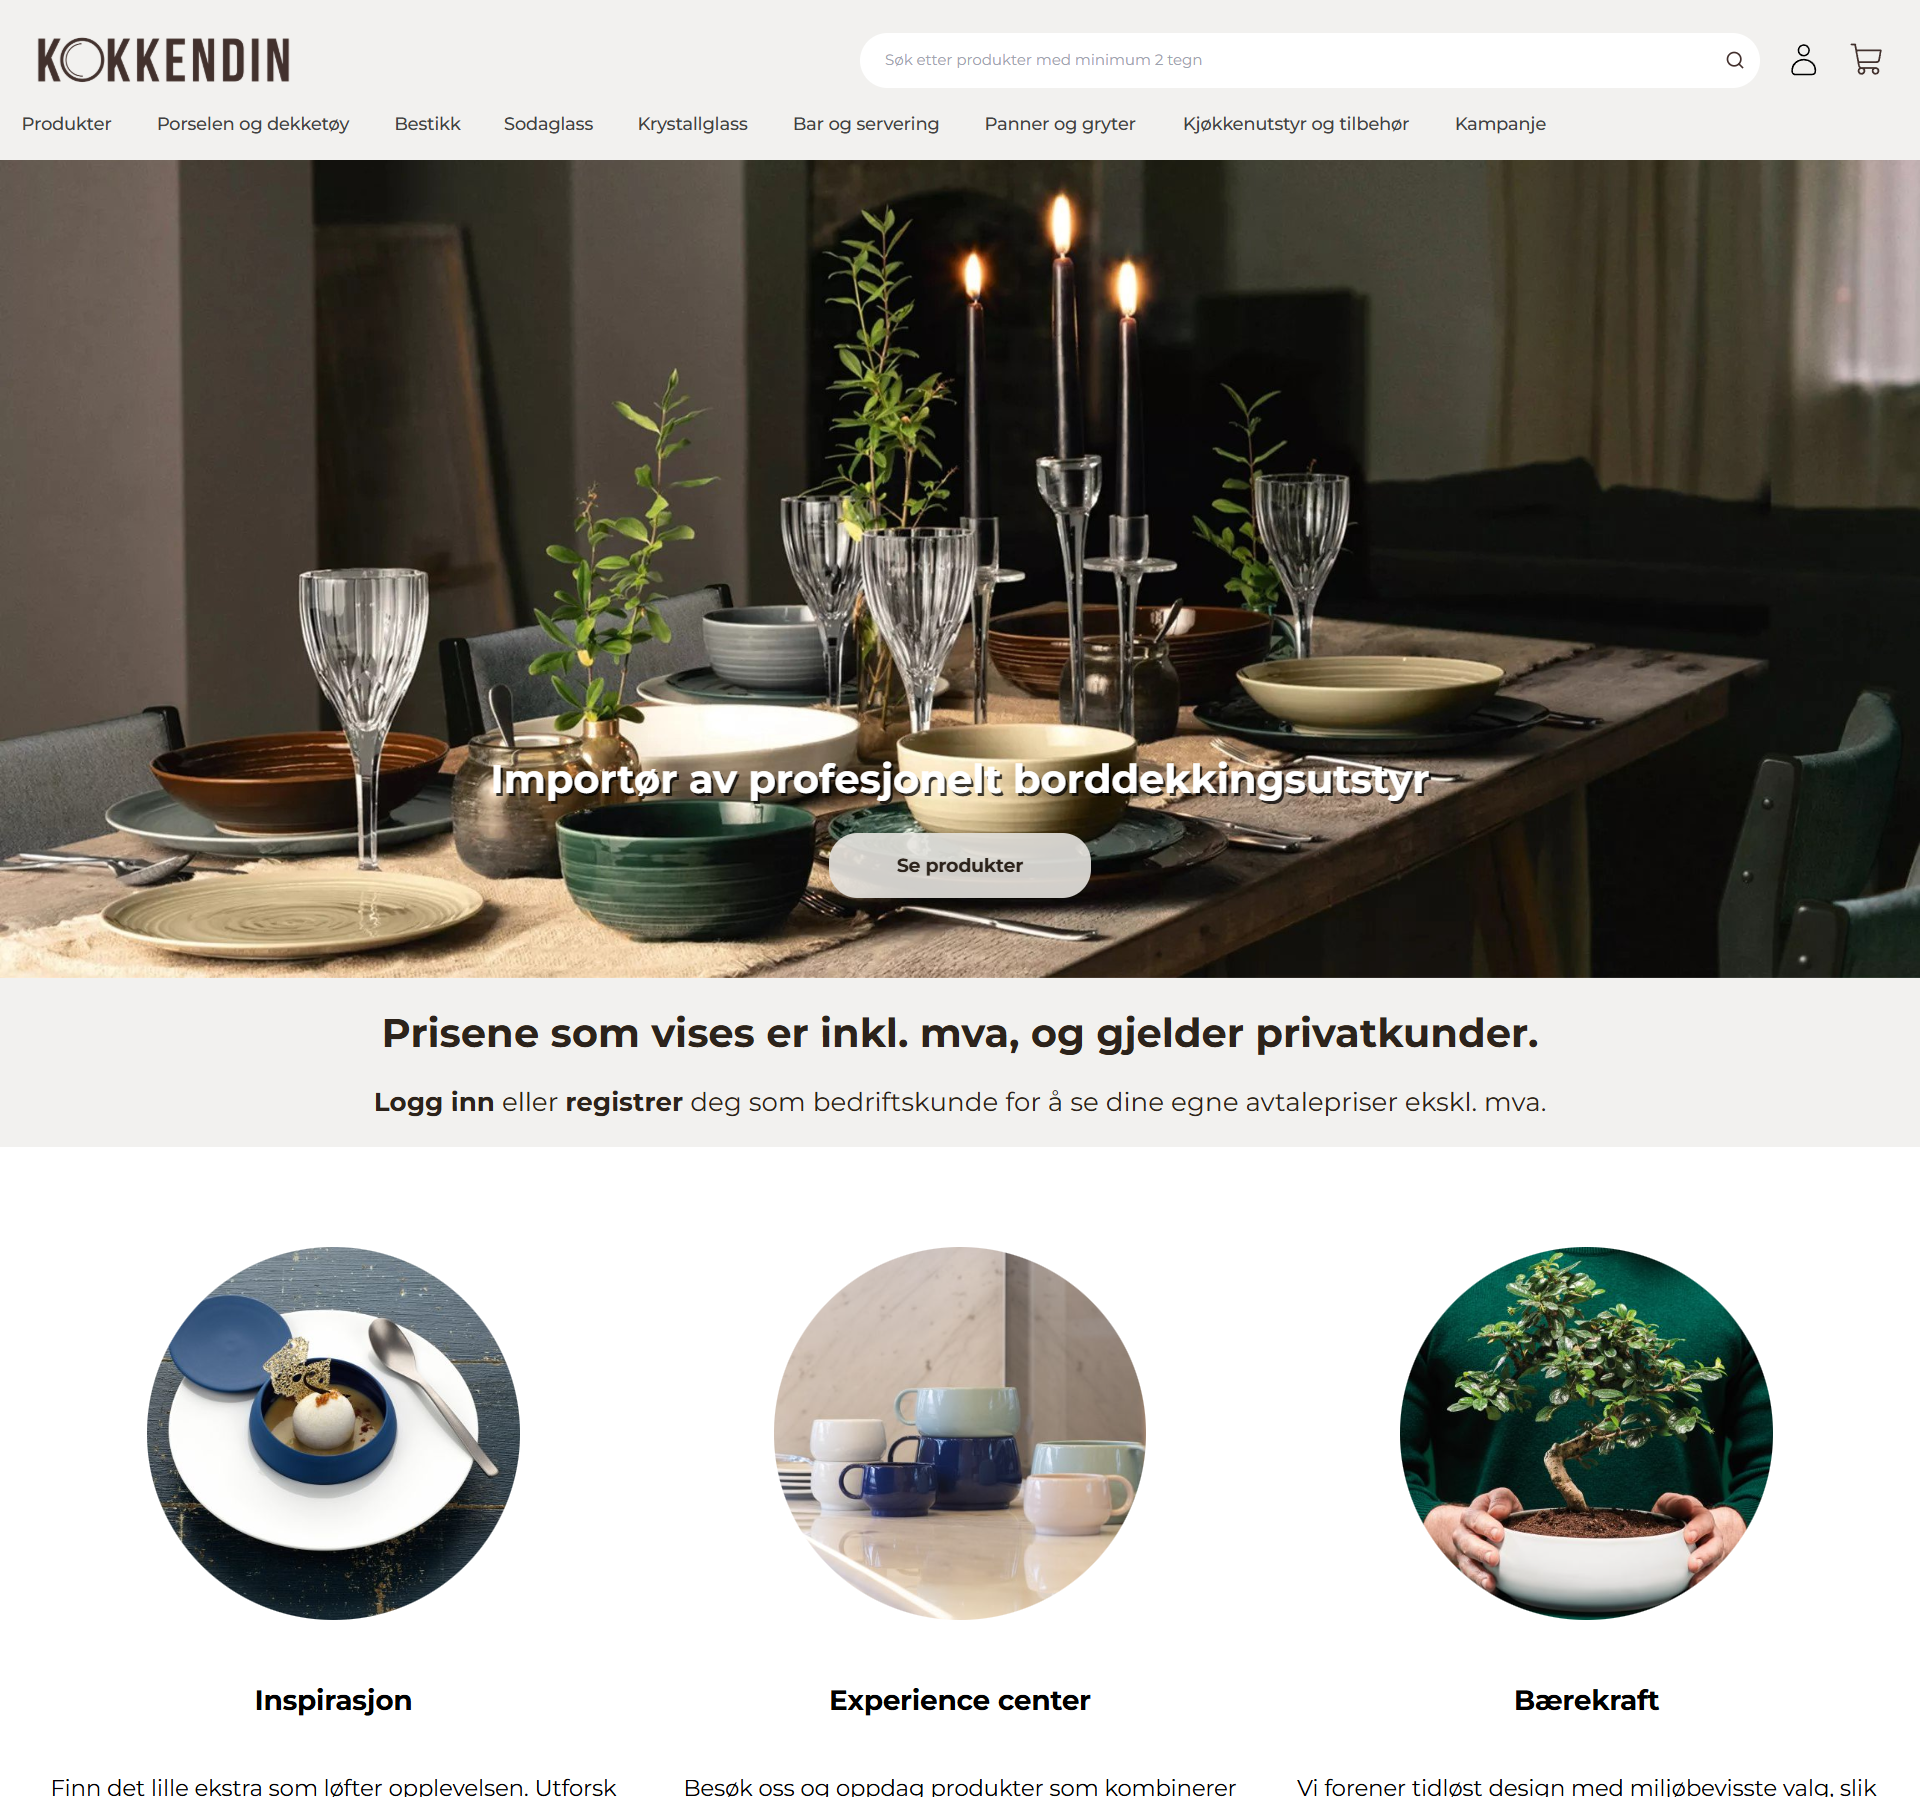 KOKKENDIN
Søk etter produkter med minimum 2 tegn
Produkter
Porselen og dekketøy
Bestikk
Sodaglass
Krystallglass
Bar og servering
Panner og gryter
Kjøkkenutstyr og tilbehør
Kampanje
Importør av profesjonelt borddekkingsutstyr
Se produkter
Prisene som vises er inkl. mva, og gjelder privatkunder.
Logg inn eller registrer deg som bedriftskunde for å se dine egne avtalepriser ekskl. mva.
Inspirasjon
Finn det lille ekstra som løfter opplevelsen. Utforsk
Experience center
Besøk oss og oppdag produkter som kombinerer
Bærekraft
Vi forener tidløst design med miljøbevisste valg, slik